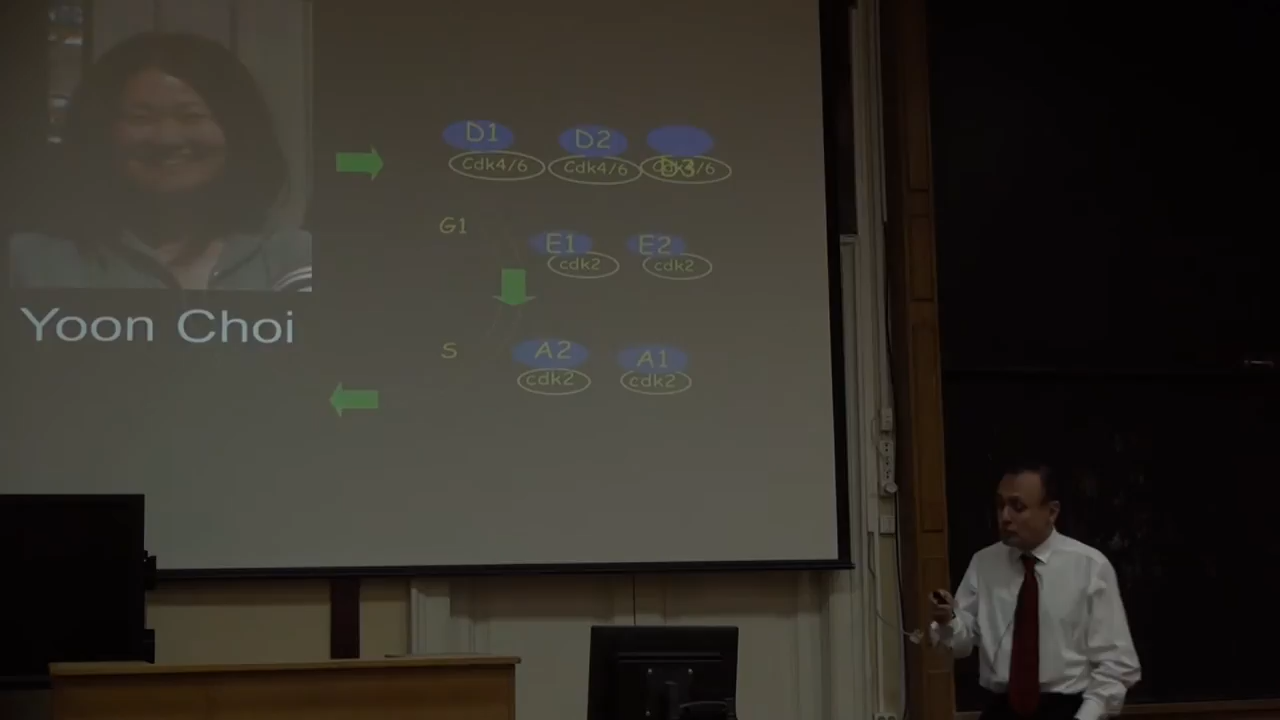 D1 D2
Cdk4/6 Cdk4/6 Cdk4/6
D3
G1
E1 E2
cdk2 cdk2
Yoon Choi
S
A2 A1
cdk2 cdk2